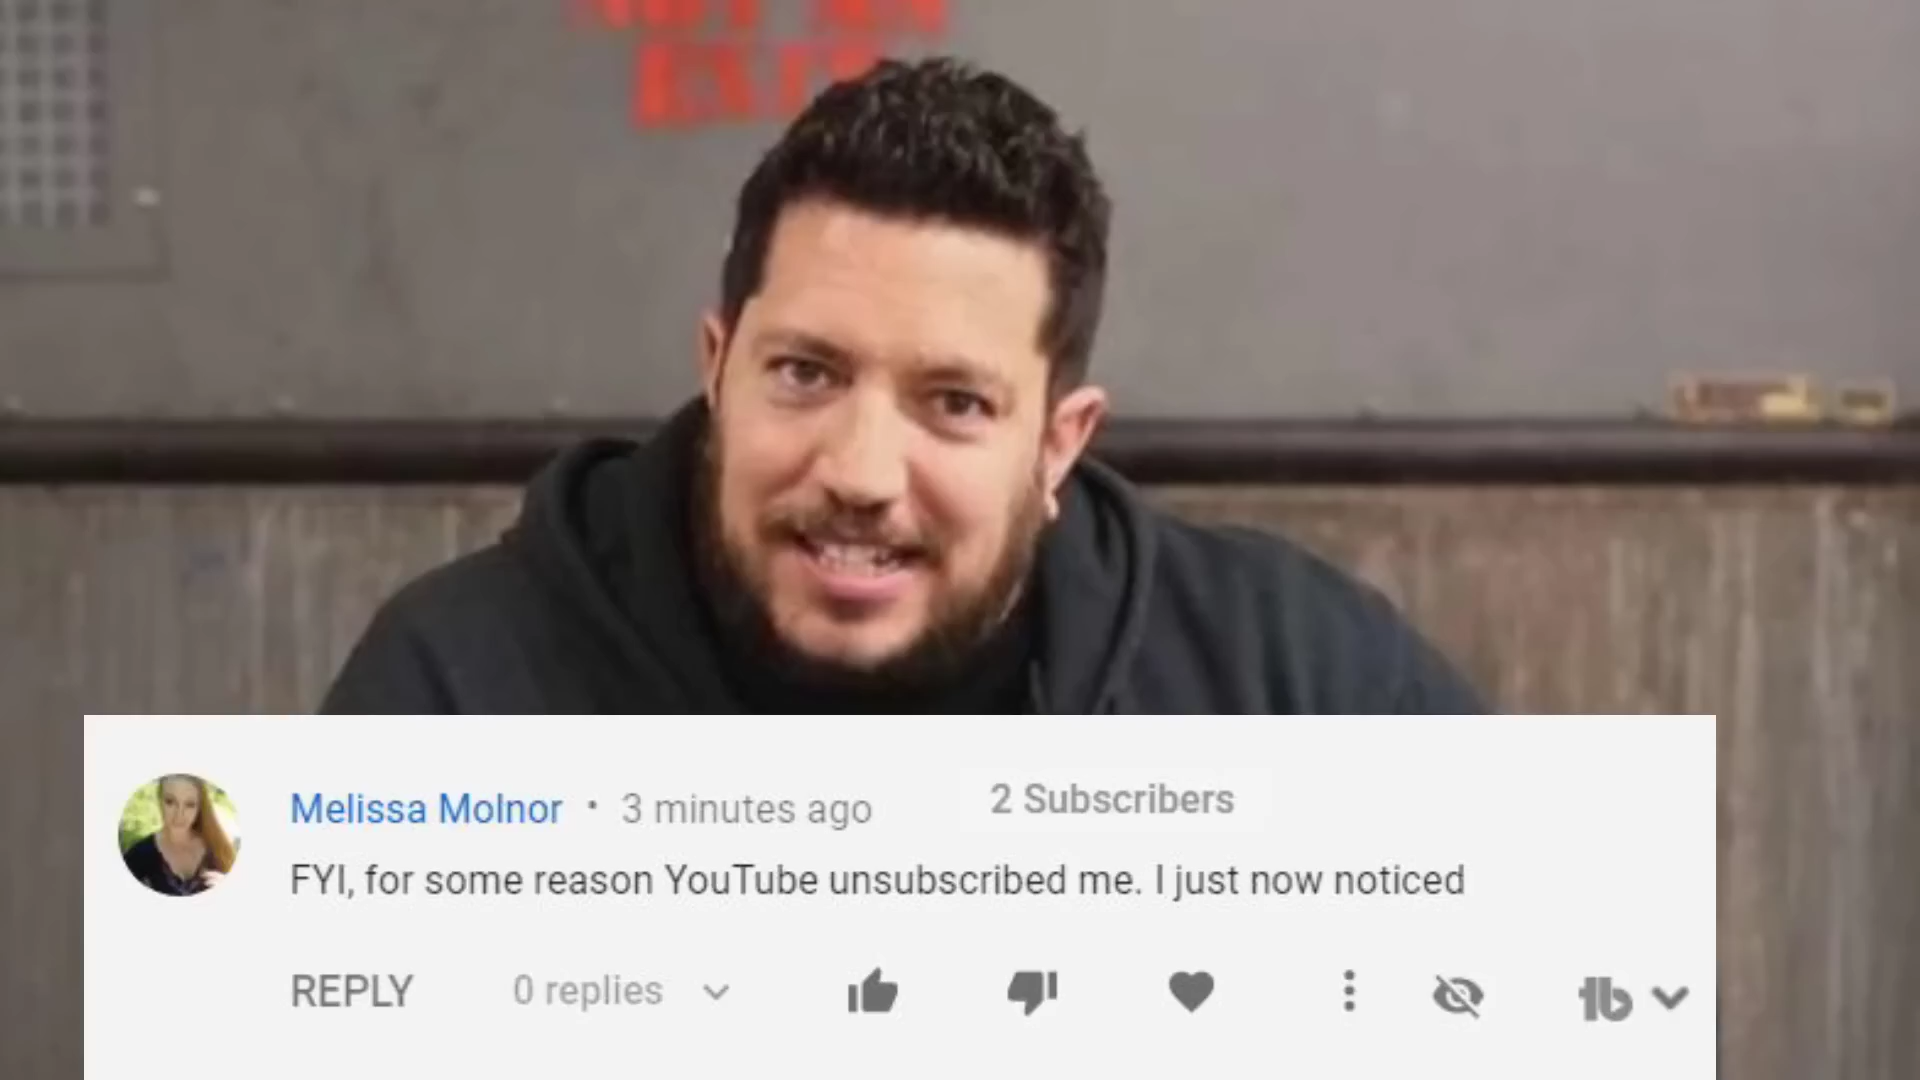 EXIT
Melissa Molnor • 3 minutes ago 2 Subscribers
FYI, for some reason YouTube unsubscribed me. I just now noticed
REPLY 0 replies